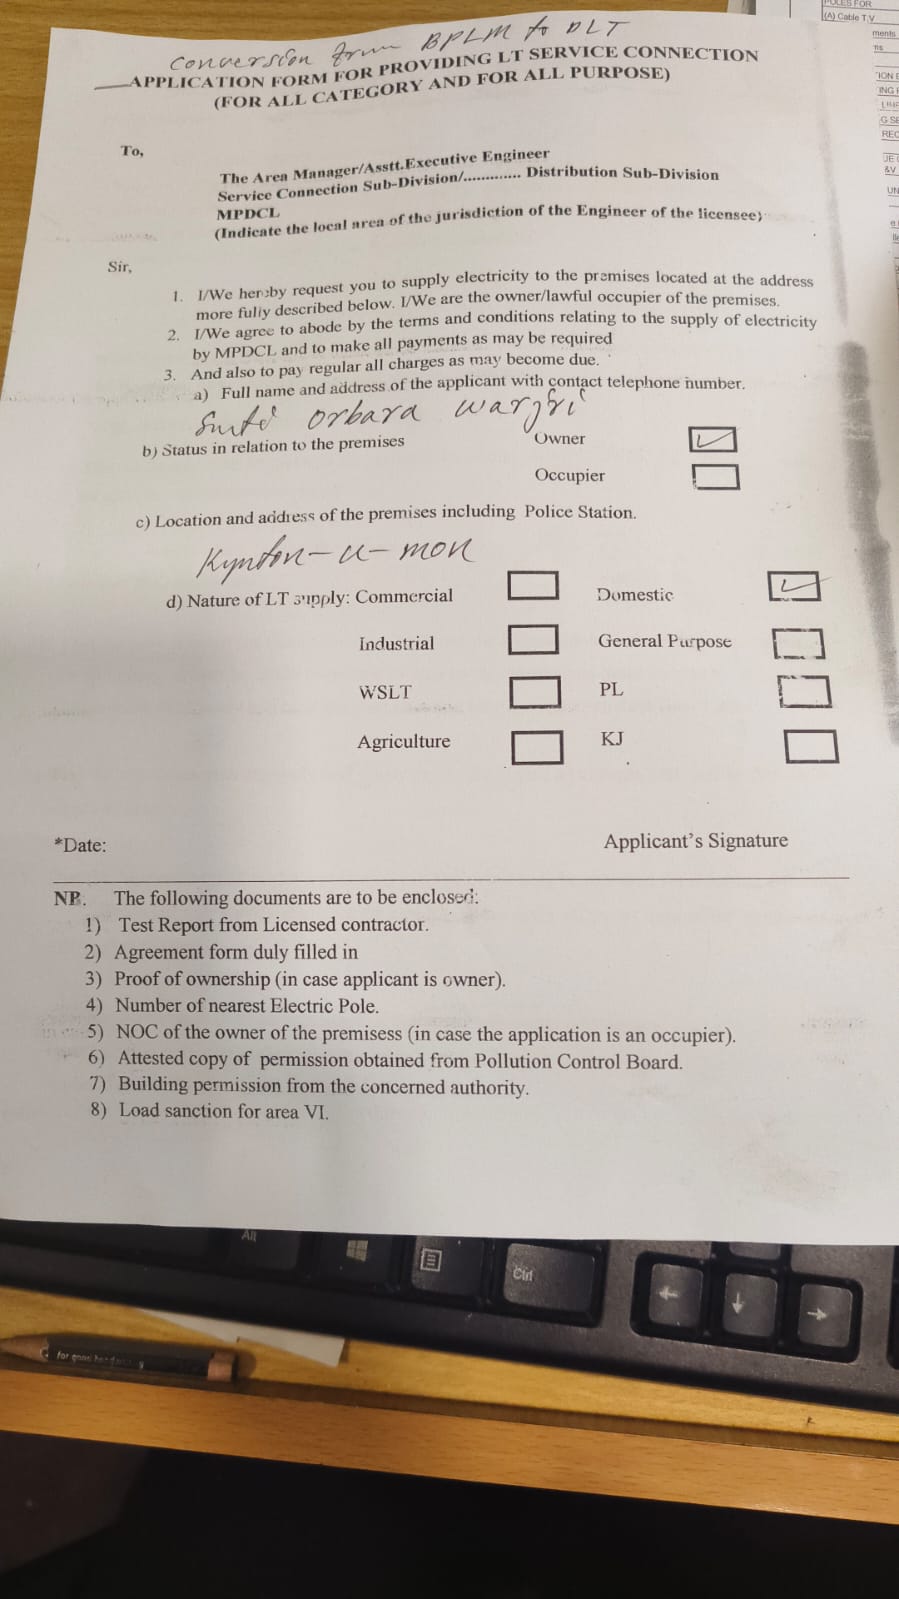 conversion from BPLM to DLT
APPLICATION FORM FOR PROVIDING LT SERVICE CONNECTION
(FOR ALL CATEGORY AND FOR ALL PURPOSE)
To,
The Area Manager/Asstt.Executive Engineer
Service Connection Sub-Division/............. Distribution Sub-Division
MPDCL
(Indicate the local area of the jurisdiction of the Engineer of the licensee)
Sir,
1. I/We hereby request you to supply electricity to the premises located at the address
more fully described below. I/We are the owner/lawful occupier of the premises.
2. I/We agree to abode by the terms and conditions relating to the supply of electricity
by MPDCL and to make all payments as may be required
3. And also to pay regular all charges as may become due.
a) Full name and address of the applicant with contact telephone number.
Smti orbara warjri
b) Status in relation to the premises Owner
Occupier
c) Location and address of the premises including Police Station.
Kynton-u-mon
d) Nature of LT supply: Commercial Domestic
Industrial General Purpose
WSLT PL
Agriculture KJ
*Date: Applicant's Signature
NB. The following documents are to be enclosed:
1) Test Report from Licensed contractor.
2) Agreement form duly filled in
3) Proof of ownership (in case applicant is owner).
4) Number of nearest Electric Pole.
5) NOC of the owner of the premisess (in case the application is an occupier).
6) Attested copy of permission obtained from Pollution Control Board.
7) Building permission from the concerned authority.
8) Load sanction for area VI.
(A) Cable T.V
Alt
Ctrl
for good